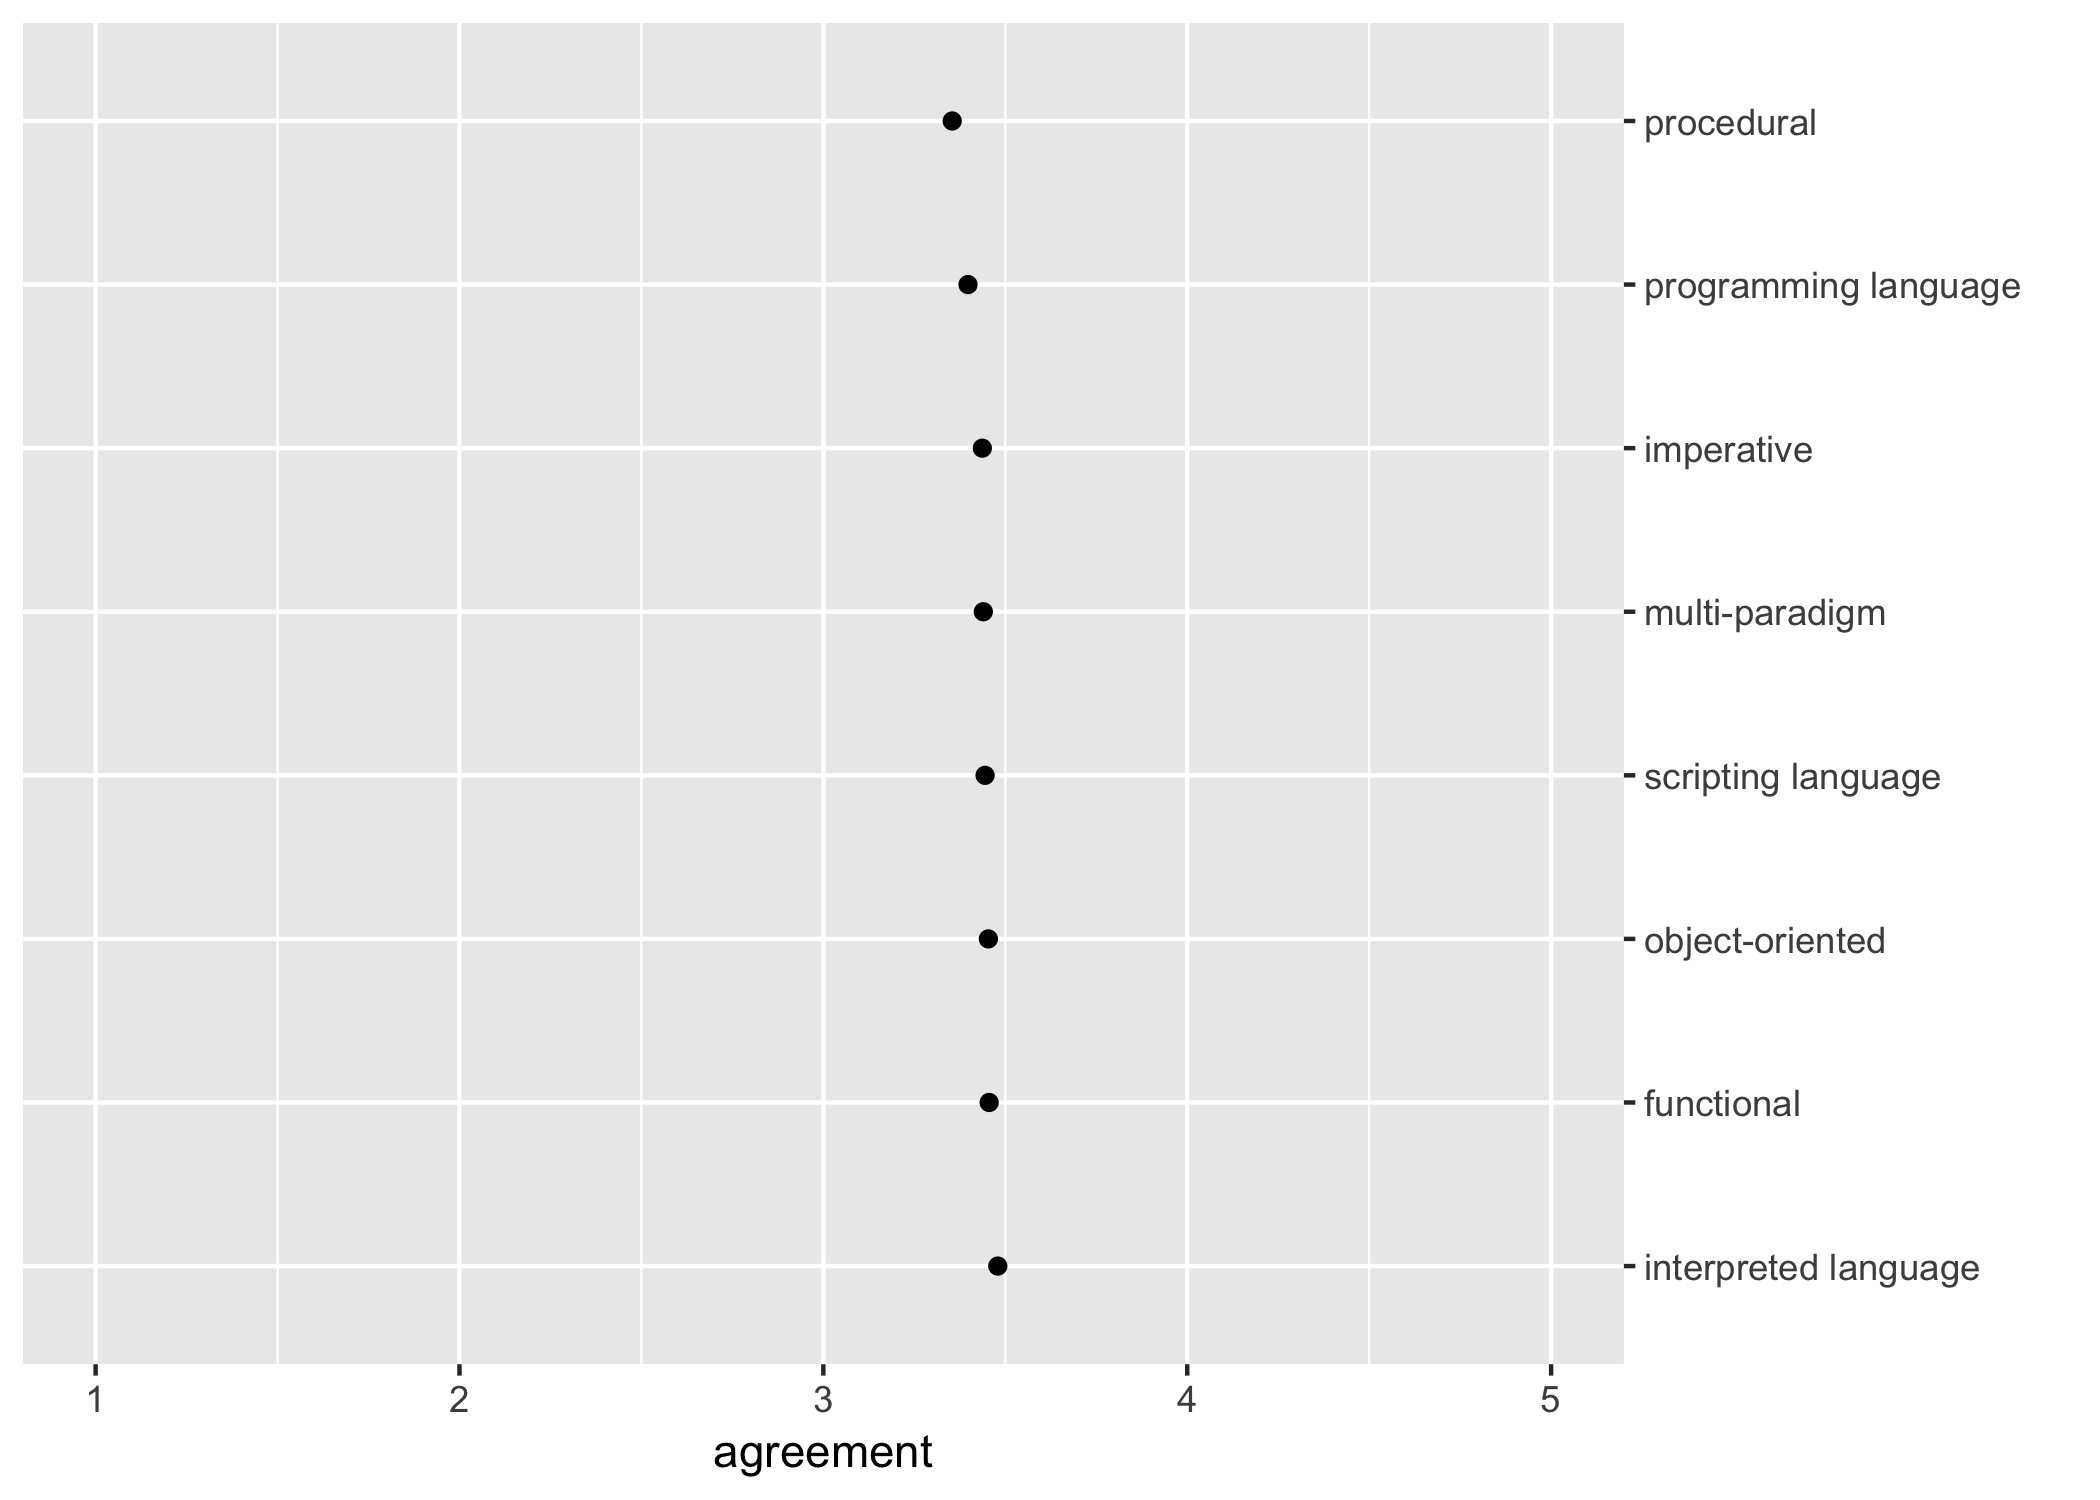 procedural
programming language
imperative
multi-paradigm
scripting language
object-oriented
functional
interpreted language
1 2 3 4 5
agreement